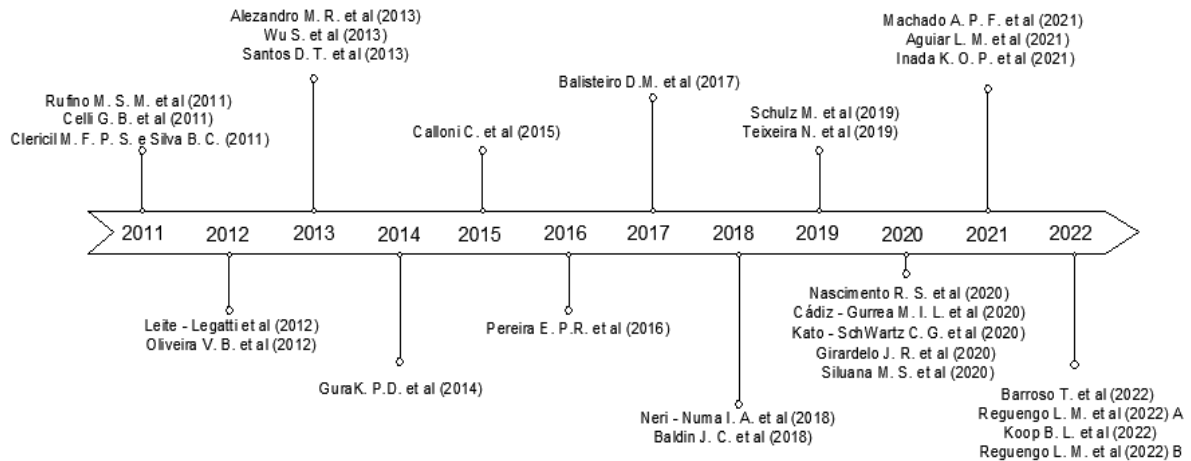 Alezandro M. R. et al (2013)
Wu S. et al (2013)
Santos D. T. et al (2013)
Machado A. P. F. et al (2021)
Aguiar L. M. et al (2021)
Inada K. O. P. et al (2021)
Balisteiro D.M. et al (2017)
Rufino M. S. M. et al (2011)
Celli G. B. et al (2011)
Clericil M. F. P. S. e Silva B. C. (2011)
Calloni C. et al (2015)
Schulz M. et al (2019)
Teixeira N. et al (2019)
2011 2012 2013 2014 2015 2016 2017 2018 2019 2020 2021 2022
Leite - Legatti et al (2012)
Oliveira V. B. et al (2012)
Gura K. P.D. et al (2014)
Pereira E. P.R. et al (2016)
Neri - Numa I. A. et al (2018)
Baldin J. C. et al (2018)
Nascimento R. S. et al (2020)
Cádiz - Gurrea M. I. L. et al (2020)
Kato - SchWartz C. G. et al (2020)
Girardelo J. R. et al (2020)
Siluana M. S. et al (2020)
Barroso T. et al (2022)
Reguengo L. M. et al (2022) A
Koop B. L. et al (2022)
Reguengo L. M. et al (2022) B